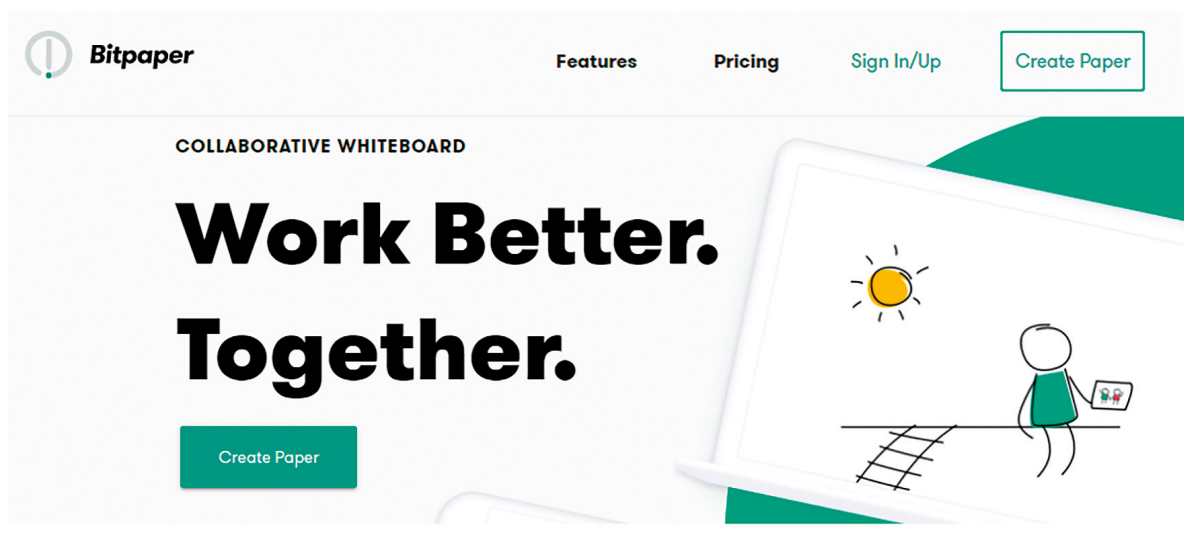 Bitpaper
Features
Pricing
Sign In/Up
Create Paper
COLLABORATIVE WHITEBOARD
Work Better.
Together.
Create Paper